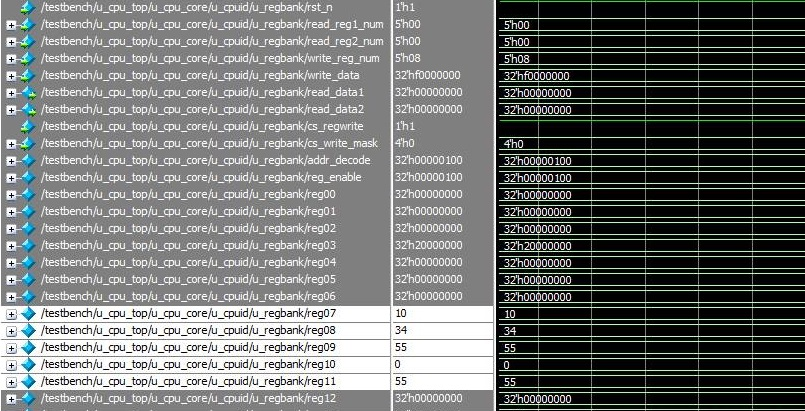 /testbench/u_cpu_top/u_cpu_core/u_cpuid/u_regbank/rst_n 1'h1
/testbench/u_cpu_top/u_cpu_core/u_cpuid/u_regbank/read_reg1_num 5'h00 5'h00
/testbench/u_cpu_top/u_cpu_core/u_cpuid/u_regbank/read_reg2_num 5'h00 5'h00
/testbench/u_cpu_top/u_cpu_core/u_cpuid/u_regbank/write_reg_num 5'h08 5'h08
/testbench/u_cpu_top/u_cpu_core/u_cpuid/u_regbank/write_data 32'hf0000000 32'hf0000000
/testbench/u_cpu_top/u_cpu_core/u_cpuid/u_regbank/read_data1 32'h00000000 32'h00000000
/testbench/u_cpu_top/u_cpu_core/u_cpuid/u_regbank/read_data2 32'h00000000 32'h00000000
/testbench/u_cpu_top/u_cpu_core/u_cpuid/u_regbank/cs_regwrite 1'h1
/testbench/u_cpu_top/u_cpu_core/u_cpuid/u_regbank/cs_write_mask 4'h0 4'h0
/testbench/u_cpu_top/u_cpu_core/u_cpuid/u_regbank/addr_decode 32'h00000100 32'h00000100
/testbench/u_cpu_top/u_cpu_core/u_cpuid/u_regbank/reg_enable 32'h00000100 32'h00000100
/testbench/u_cpu_top/u_cpu_core/u_cpuid/u_regbank/reg00 32'h00000000 32'h00000000
/testbench/u_cpu_top/u_cpu_core/u_cpuid/u_regbank/reg01 32'h00000000 32'h00000000
/testbench/u_cpu_top/u_cpu_core/u_cpuid/u_regbank/reg02 32'h00000000 32'h00000000
/testbench/u_cpu_top/u_cpu_core/u_cpuid/u_regbank/reg03 32'h20000000 32'h20000000
/testbench/u_cpu_top/u_cpu_core/u_cpuid/u_regbank/reg04 32'h00000000 32'h00000000
/testbench/u_cpu_top/u_cpu_core/u_cpuid/u_regbank/reg05 32'h00000000 32'h00000000
/testbench/u_cpu_top/u_cpu_core/u_cpuid/u_regbank/reg06 32'h00000000 32'h00000000
/testbench/u_cpu_top/u_cpu_core/u_cpuid/u_regbank/reg07 10 10
/testbench/u_cpu_top/u_cpu_core/u_cpuid/u_regbank/reg08 34 34
/testbench/u_cpu_top/u_cpu_core/u_cpuid/u_regbank/reg09 55 55
/testbench/u_cpu_top/u_cpu_core/u_cpuid/u_regbank/reg10 0 0
/testbench/u_cpu_top/u_cpu_core/u_cpuid/u_regbank/reg11 55 55
/testbench/u_cpu_top/u_cpu_core/u_cpuid/u_regbank/reg12 32'h00000000 32'h00000000